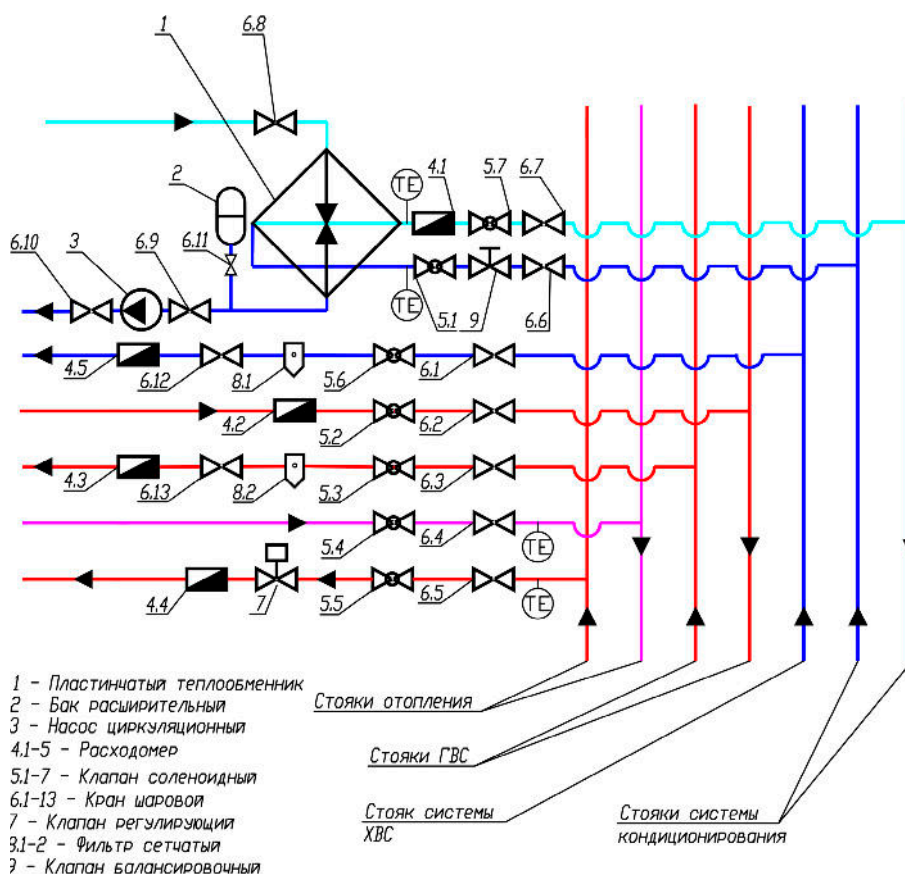 1
6.8
2
4.1
5.7
6.7
TE
6.10
3
6.9
6.11
TE
5.1
9
6.6
4.5
6.12
8.1
5.6
6.1
4.2
5.2
6.2
4.3
6.13
8.2
5.3
6.3
5.4
6.4
TE
4.4
7
5.5
6.5
TE
1 - Пластинчатый теплообменник
2 - Бак расширительный
3 - Насос циркуляционный
4.1-5 - Расходомер
5.1-7 - Клапан соленоидный
6.1-13 - Кран шаровой
7 - Клапан регулирующий
8.1-2 - Фильтр сетчатый
9 - Клапан балансировочный
Стояки отопления
Стояки ГВС
Стояк системы
ХВС
Стояки системы
кондиционирования